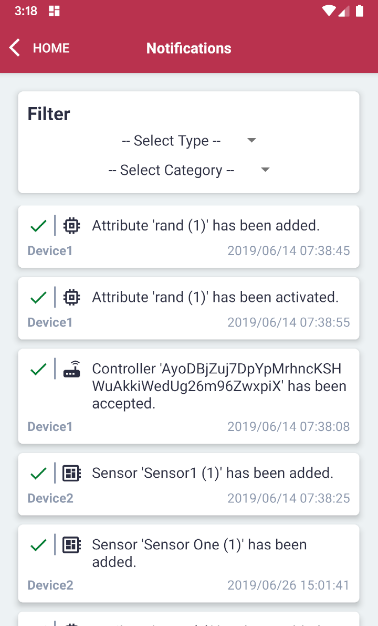 3:18
HOME
Notifications
Filter
-- Select Type --
-- Select Category --
Attribute 'rand (1)' has been added.
Device1
2019/06/14 07:38:45
Attribute 'rand (1)' has been activated.
Device1
2019/06/14 07:38:55
Controller 'AyoDBjZuj7DpYpMrhncKSH
WuAkkiWedUg26m96ZwxpiX' has been
accepted.
Device1
2019/06/14 07:38:08
Sensor 'Sensor1 (1)' has been added.
Device2
2019/06/14 07:38:25
Sensor 'Sensor One (1)' has been
added.
Device2
2019/06/26 15:01:41